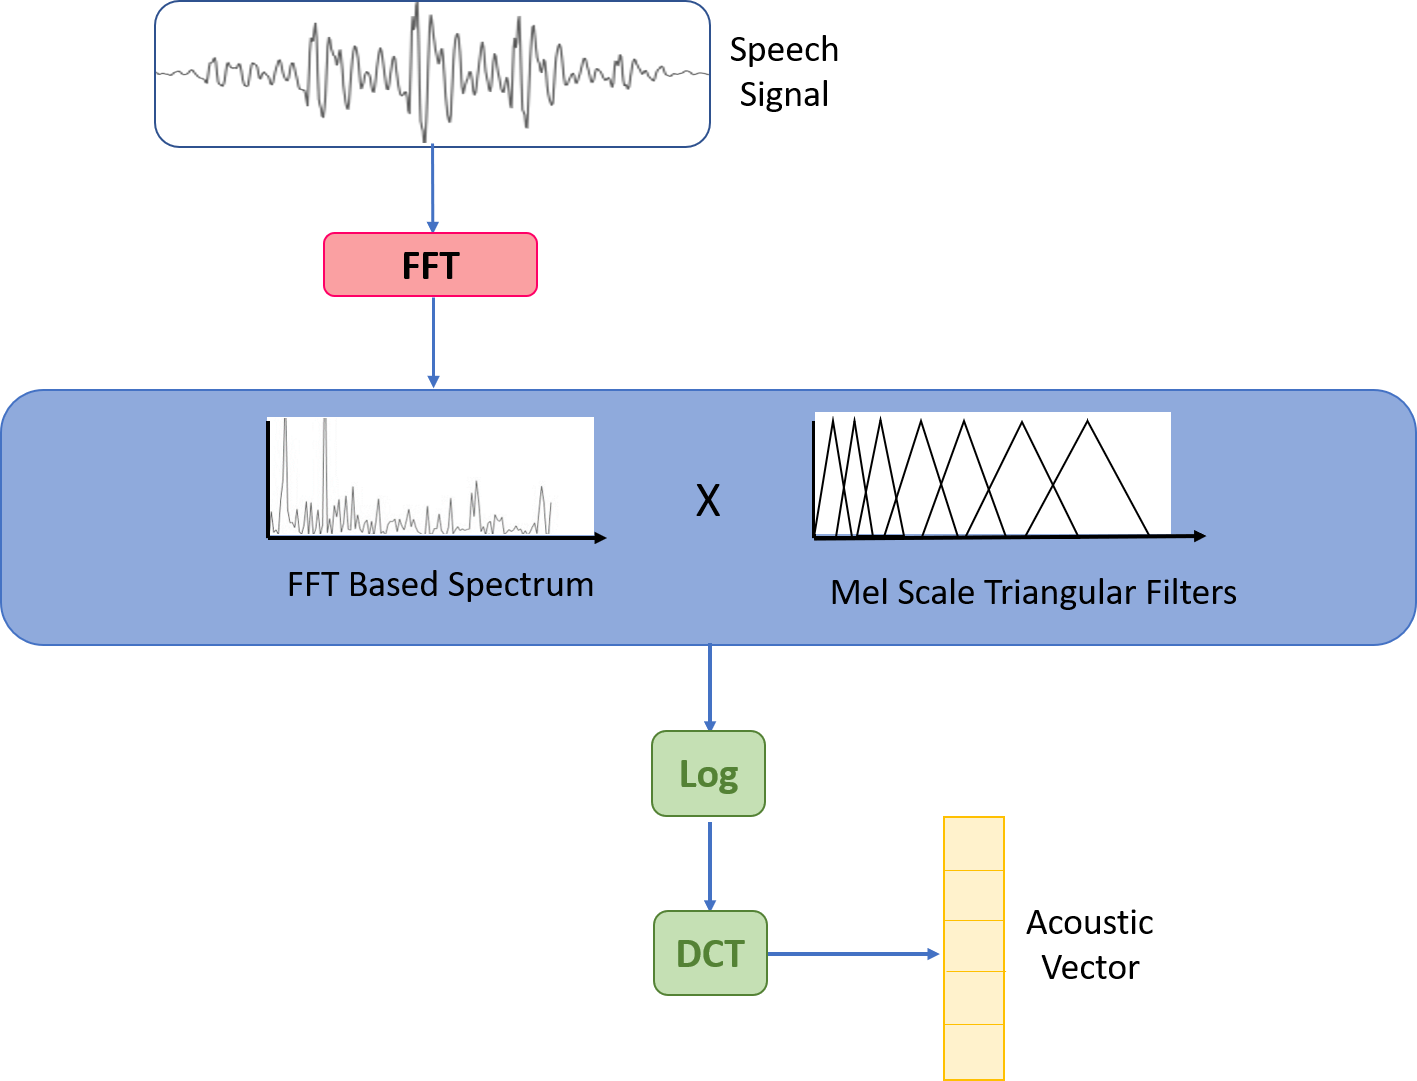 Speech
Signal
FFT
X
FFT Based Spectrum
Mel Scale Triangular Filters
Log
DCT
Acoustic
Vector